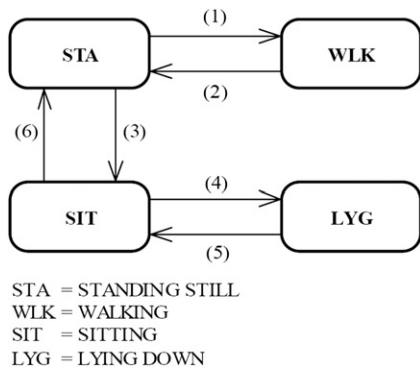 (1)
STA WLK
(2)
(6) (3)
(4)
SIT LYG
(5)
STA = STANDING STILL
WLK = WALKING
SIT = SITTING
LYG = LYING DOWN